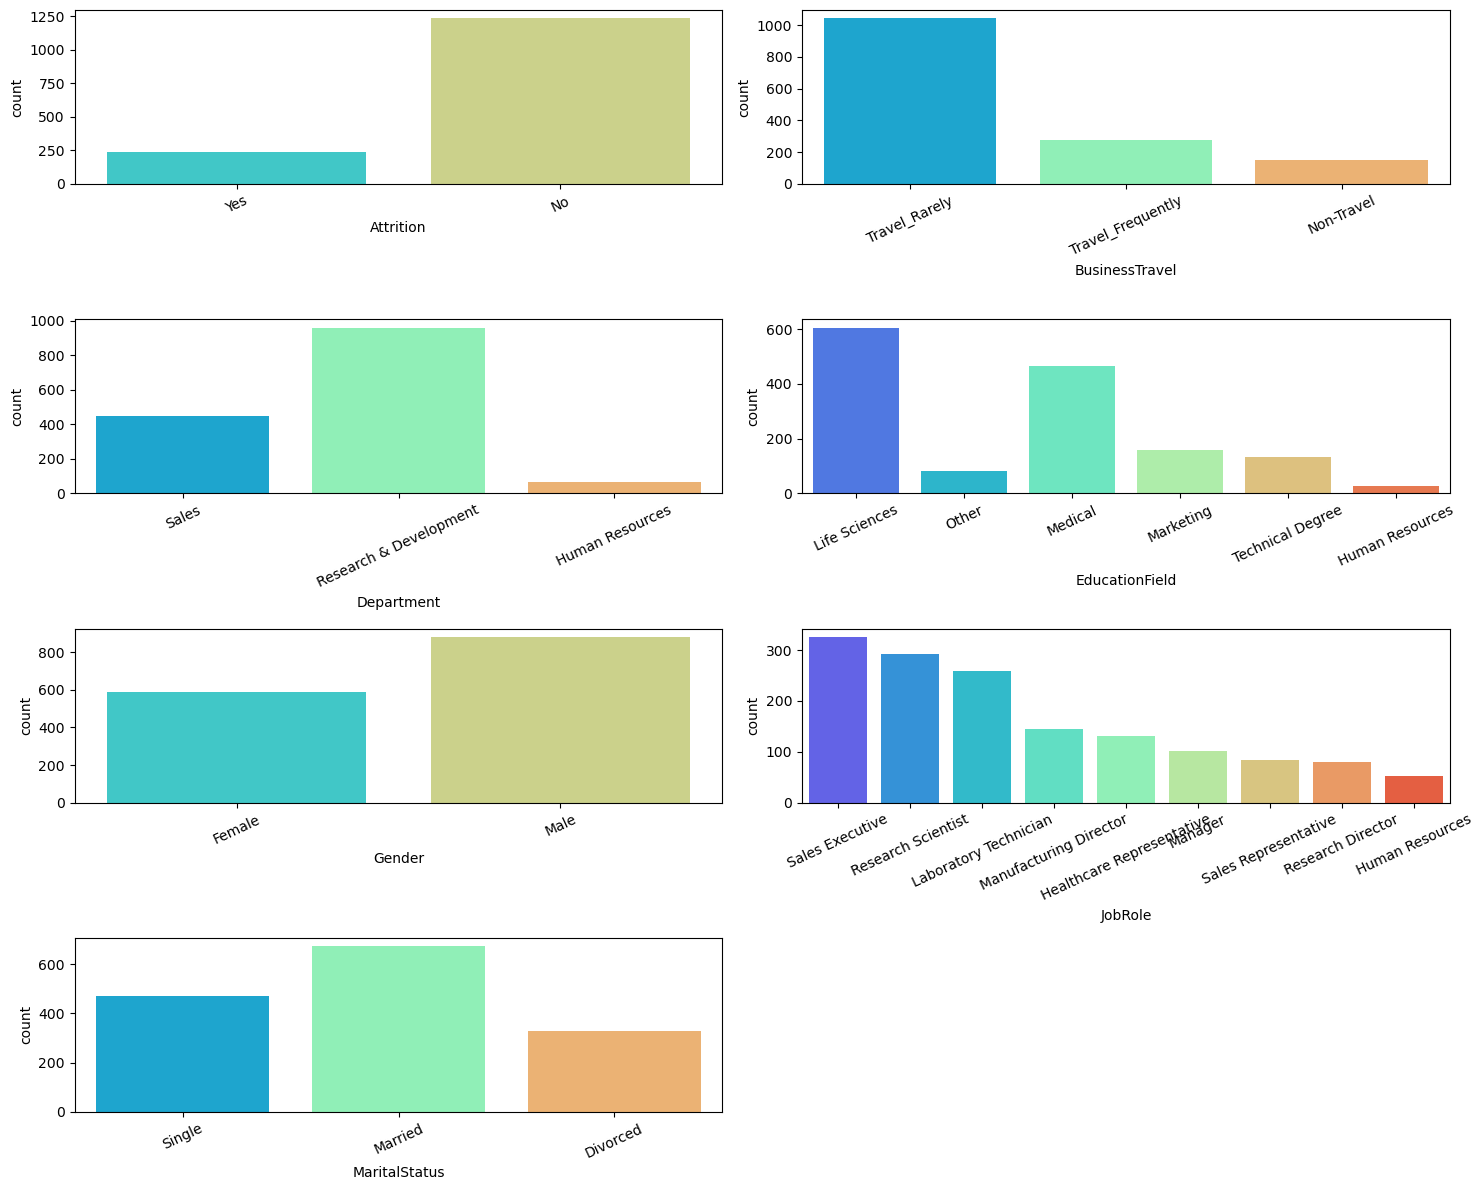 1250
1000
750
500
250
0
count
Yes
No
Attrition
1000
800
600
400
200
0
count
Travel_Rarely
Travel_Frequently
Non-Travel
BusinessTravel
1000
800
600
400
200
0
count
Sales
Research & Development
Human Resources
Department
600
400
200
0
count
Life Sciences
Other
Medical
Marketing
Technical Degree
Human Resources
EducationField
800
600
400
200
0
count
Female
Male
Gender
300
200
100
0
count
Sales Executive
Research Scientist
Laboratory Technician
Manufacturing Director
Healthcare Representative
Manager
Sales Representative
Research Director
Human Resources
JobRole
600
400
200
0
count
Single
Married
Divorced
MaritalStatus